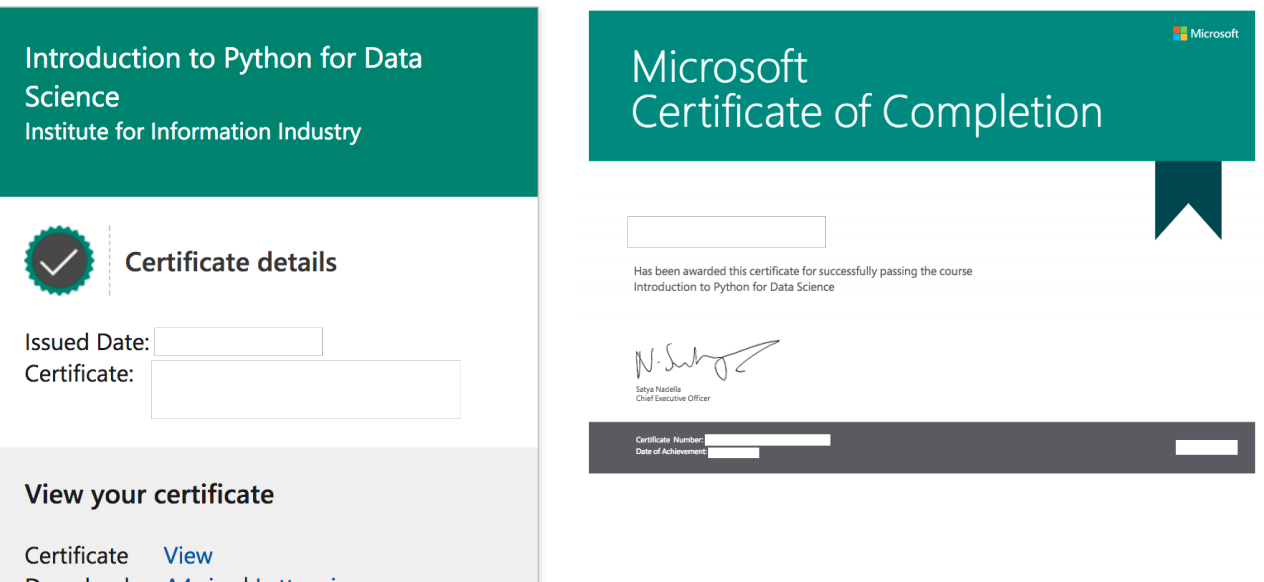 Introduction to Python for Data
Science
Institute for Information Industry
Certificate details
Issued Date:
Certificate:
View your certificate
Certificate View
Microsoft
Microsoft
Certificate of Completion
Has been awarded this certificate for successfully passing the course
Introduction to Python for Data Science
Satya Nadella
Chief Executive Officer
Certificate Number:
Date of Achievement: